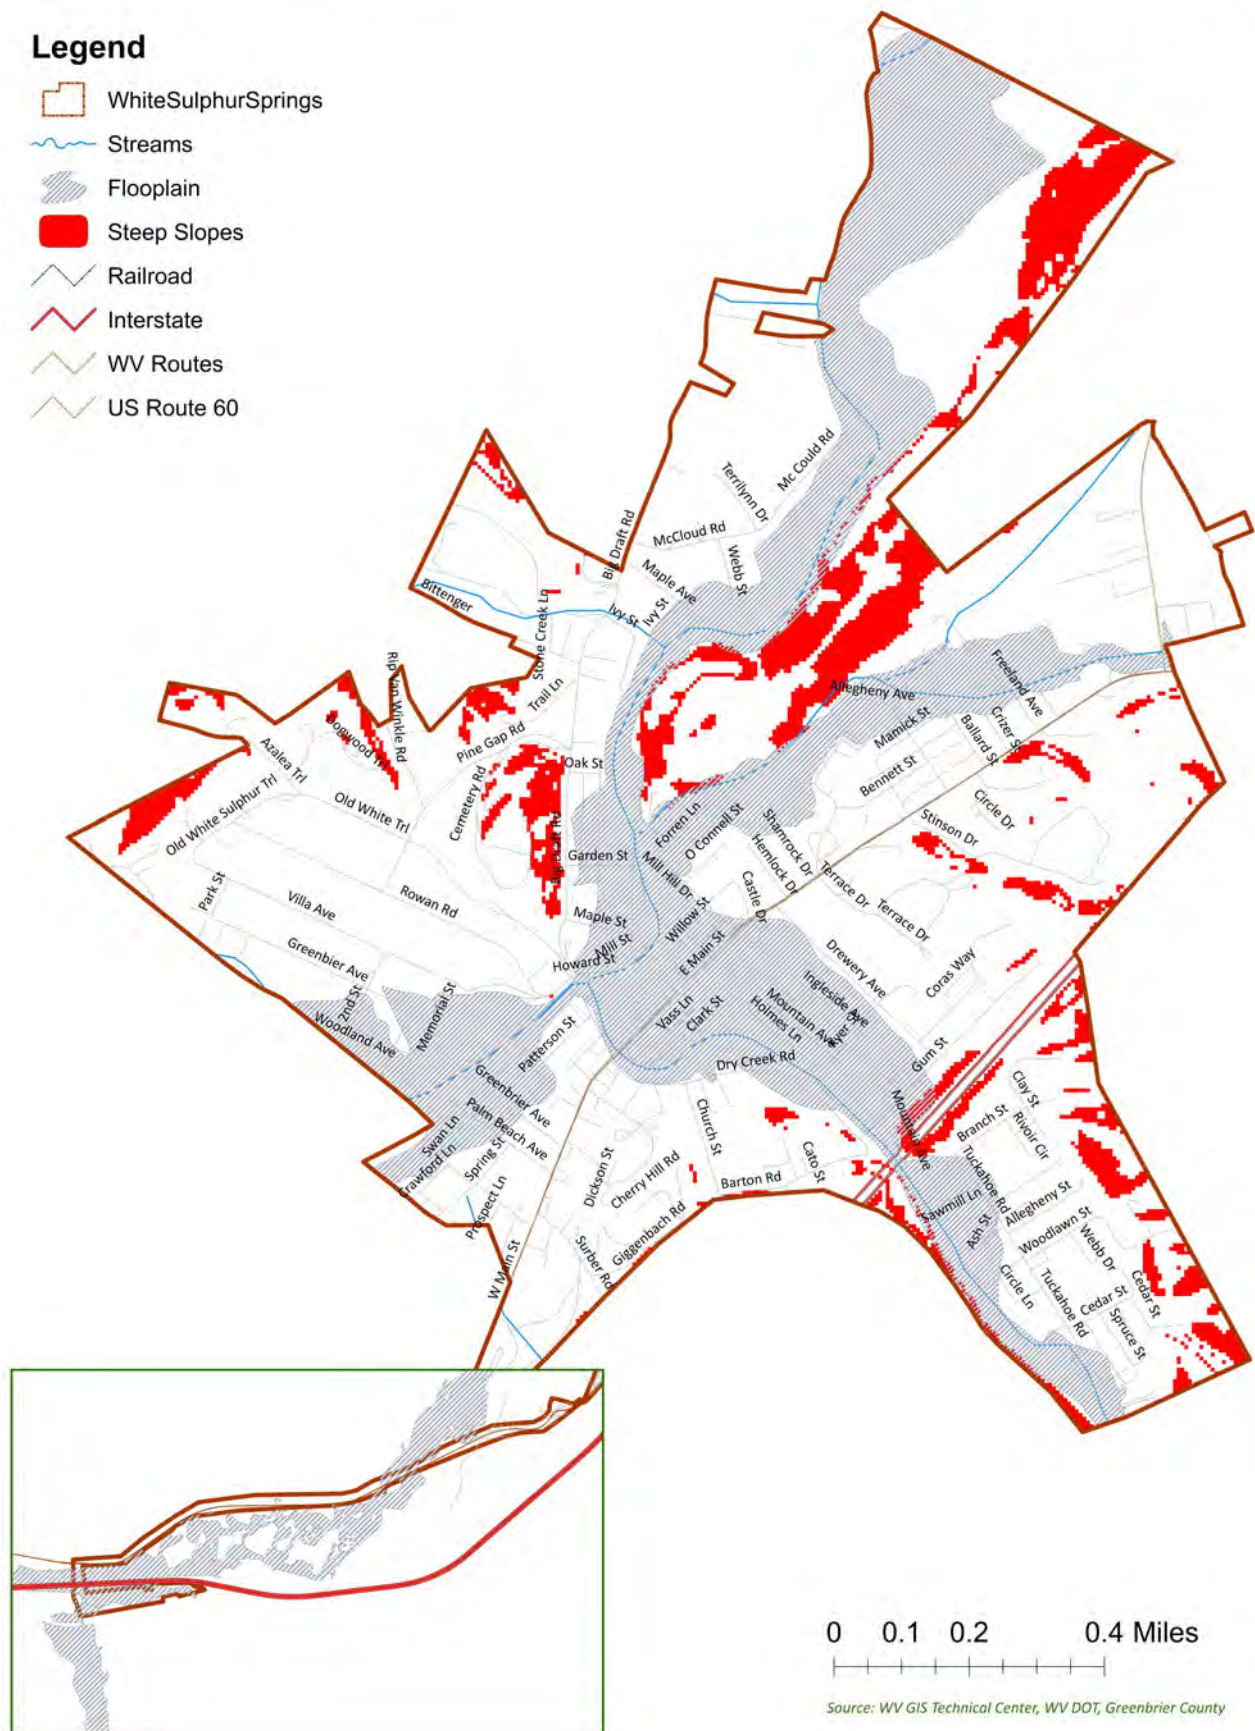 Legend
WhiteSulphurSprings
Streams
Flooplain
Steep Slopes
Railroad
Interstate
WV Routes
US Route 60
Mc Could Rd
Terrilynn Dr
McCloud Rd
Big Draft Rd
Webb St
Maple Ave
Bittenger
Ivy St
Ivy St
Stone Creek Ln
Rip Van Winkle Rd
Freeland Ave
Allegheny Ave
Trail Ln
Dogwood Trl
Pine Gap Rd
Mamick St
Crizer St
Ballard St
Azalea Trl
Oak St
Bennett St
Old White Sulphur Trl
Old White Trl
Cemetery Rd
Circle Dr
Forren Ln
O Connell St
Shamrock Dr
Stinson Dr
Big Draft Rd
Garden St
Mill Hill Dr
Hemlock Dr
Park St
Villa Ave
Rowan Rd
Castle Dr
Terrace Dr
Terrace Dr
Maple St
Willow St
Mill St
E Main St
Greenbier Ave
Howard St
Drewery Ave
Coras Way
2nd St
Memorial St
Vass Ln
Clark St
Ingleside Ave
Mountain Ave
Holmes Ln
Ryer St
Woodland Ave
Patterson St
Dry Creek Rd
Gum St
Greenbrier Ave
Clay St
Palm Beach Ave
Church St
Mountain Ave
Branch St
Rivoir Cir
Swan Ln
Spring St
Crawford Ln
Dickson St
Cherry Hill Rd
Cato St
Barton Rd
Tuckahoe Rd
Allegheny St
Sawmill Ln
Prospect Ln
Giggenbach Rd
Ash St
Woodlawn St
Webb Dr
W Main St
Surber Rd
Circle Ln
Tuckahoe Rd
Cedar St
Cedar St
Spruce St
0 0.1 0.2 0.4 Miles
Source: WV GIS Technical Center, WV DOT, Greenbrier County